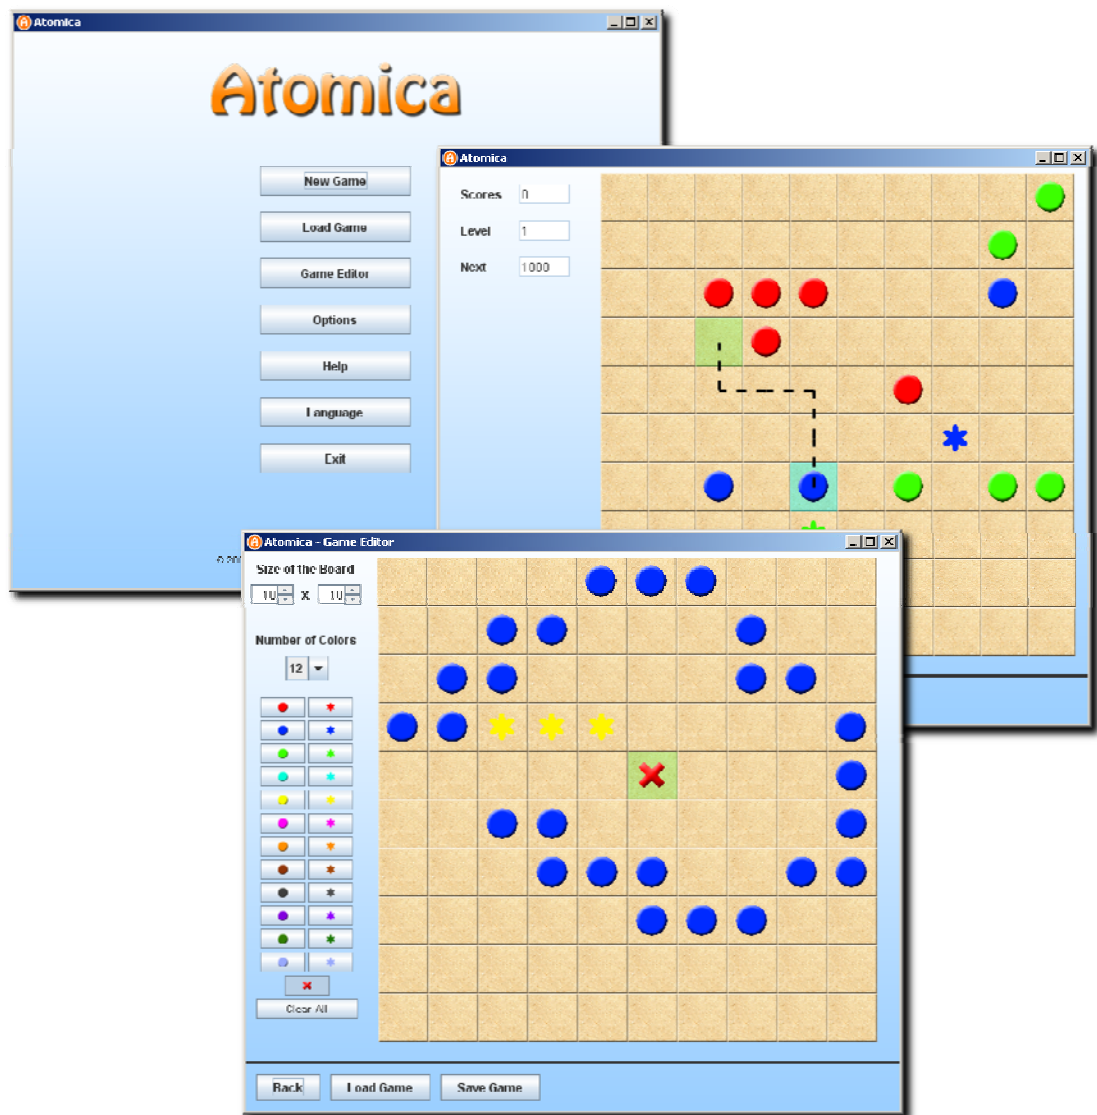 Atomica
Atomica
New Game
Load Game
Game Editor
Options
Help
Language
Exit
Atomica
Scores 0
Level 1
Next 1000
Atomica - Game Editor
Size of the Board
10 X 10
Number of Colors
12
Clear All
Back Load Game Save Game